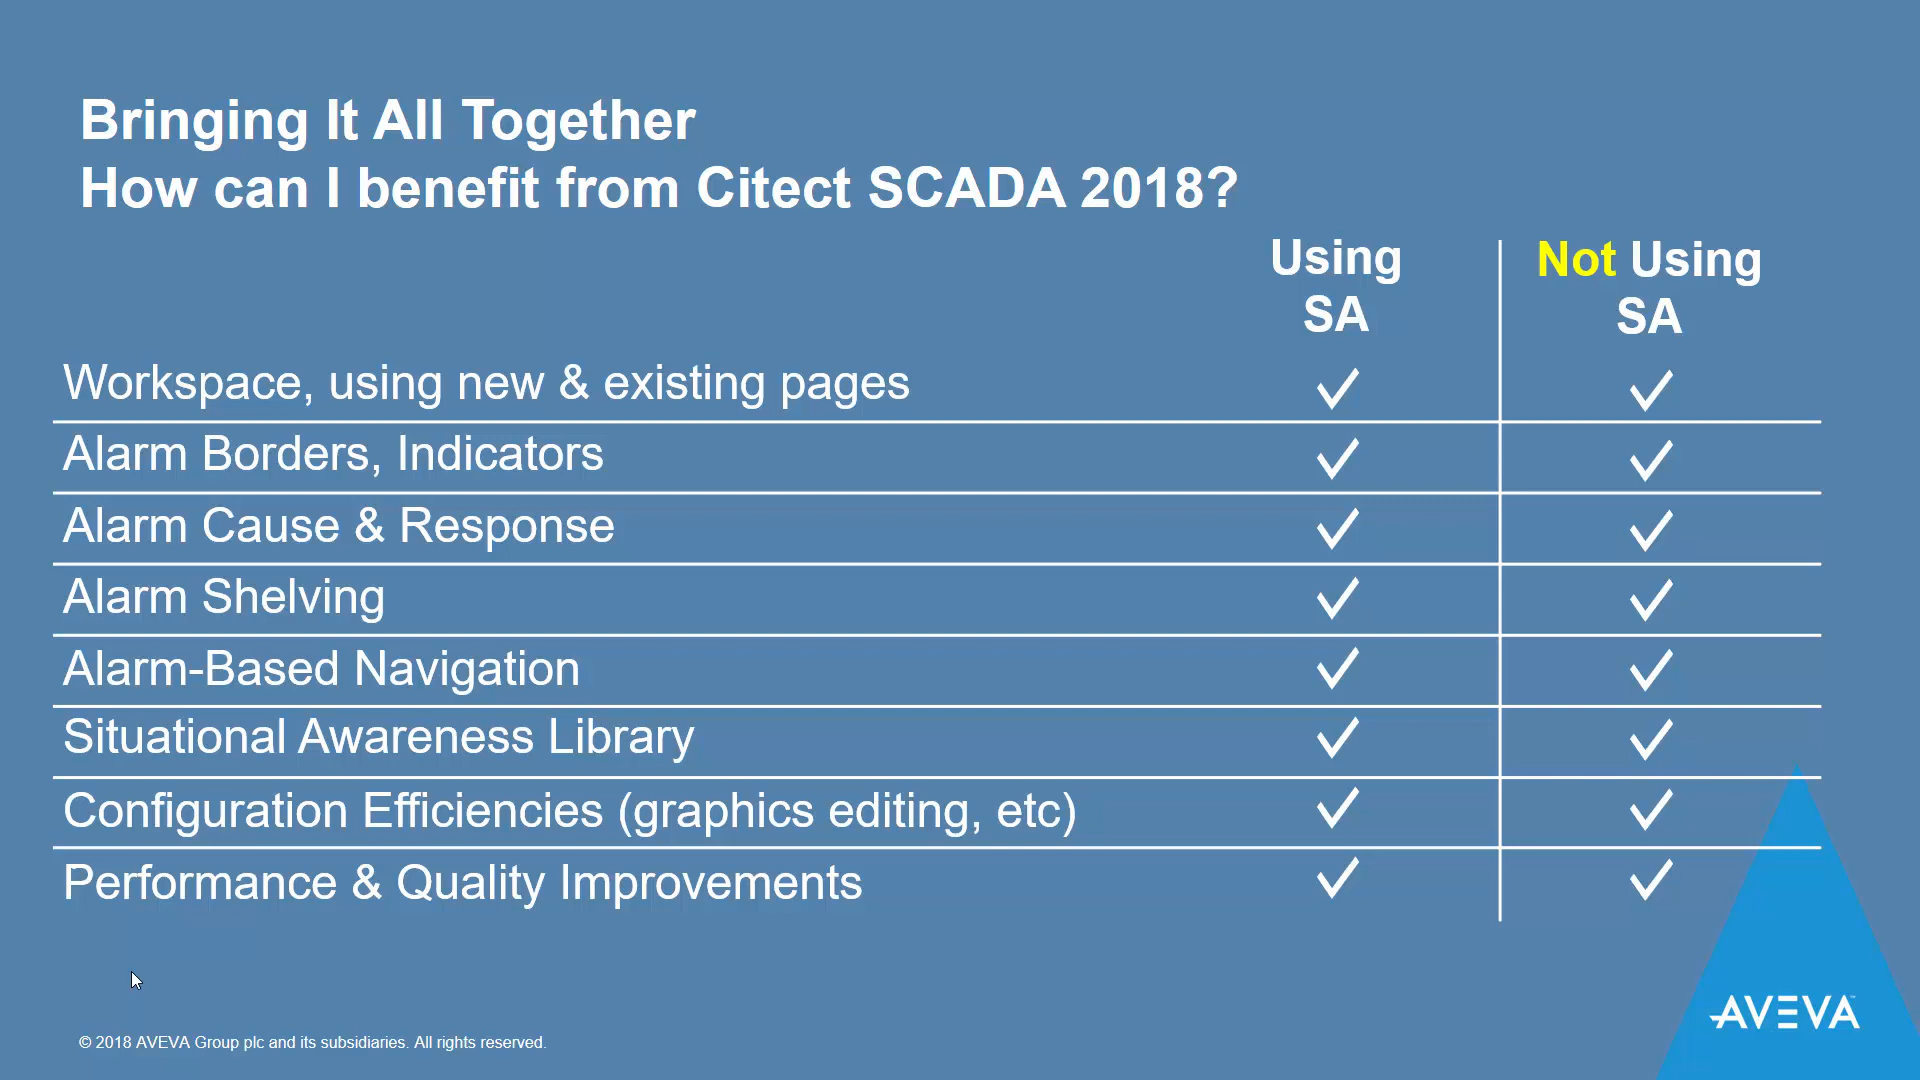 Bringing It All Together
How can I benefit from Citect SCADA 2018?
Using
SA
Not Using
SA
Workspace, using new & existing pages
Alarm Borders, Indicators
Alarm Cause & Response
Alarm Shelving
Alarm-Based Navigation
Situational Awareness Library
Configuration Efficiencies (graphics editing, etc)
Performance & Quality Improvements
AVEVA
© 2018 AVEVA Group plc and its subsidiaries. All rights reserved.